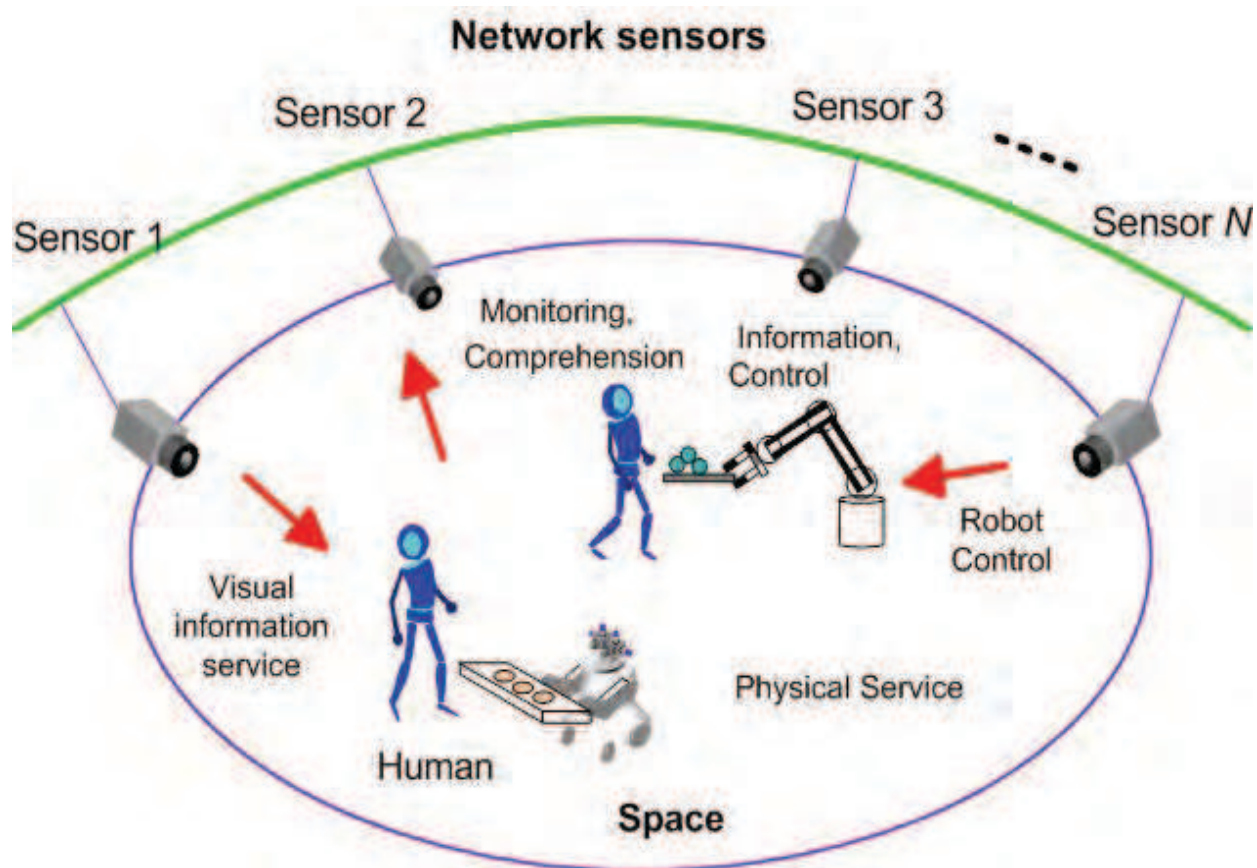 Network sensors
Sensor 2
Sensor 3
Sensor 1
Sensor N
Monitoring,
Comprehension
Information,
Control
Robot
Control
Visual
information
service
Physical Service
Human
Space